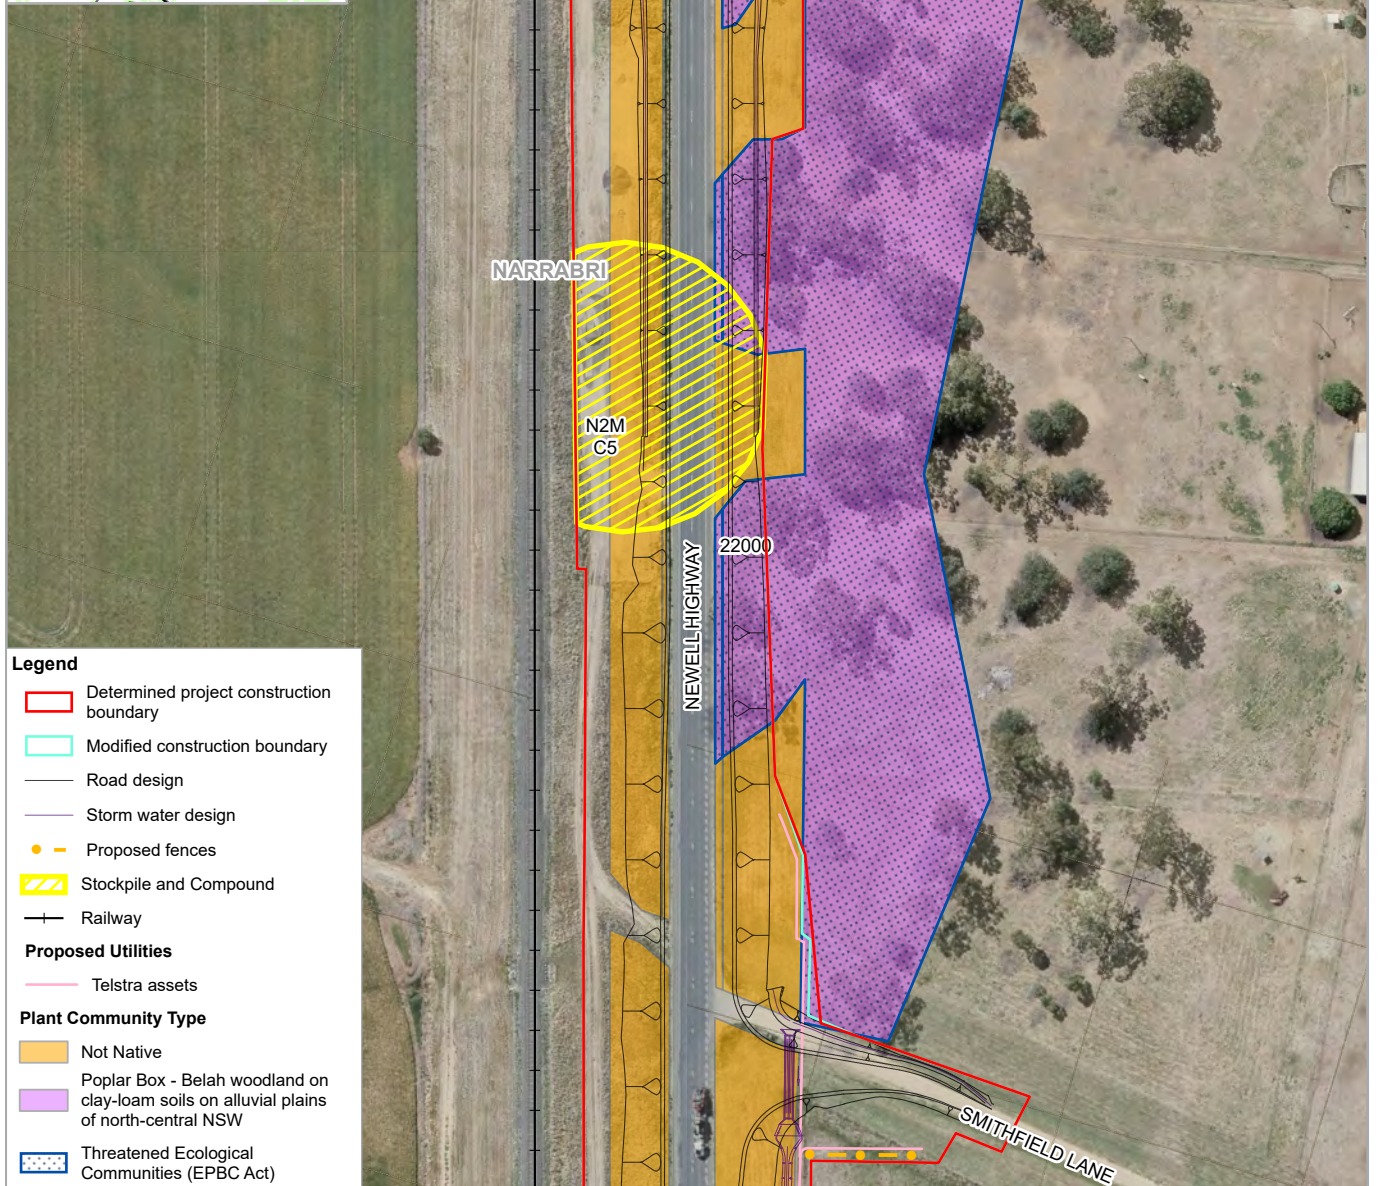 NARRABRI
N2M
C5
22000
NEWELL HIGHWAY
SMITHFIELD LANE
Legend
Determined project construction
boundary
Modified construction boundary
Road design
Storm water design
Proposed fences
Stockpile and Compound
Railway
Proposed Utilities
Telstra assets
Plant Community Type
Not Native
Poplar Box - Belah woodland on
clay-loam soils on alluvial plains
of north-central NSW
Threatened Ecological
Communities (EPBC Act)